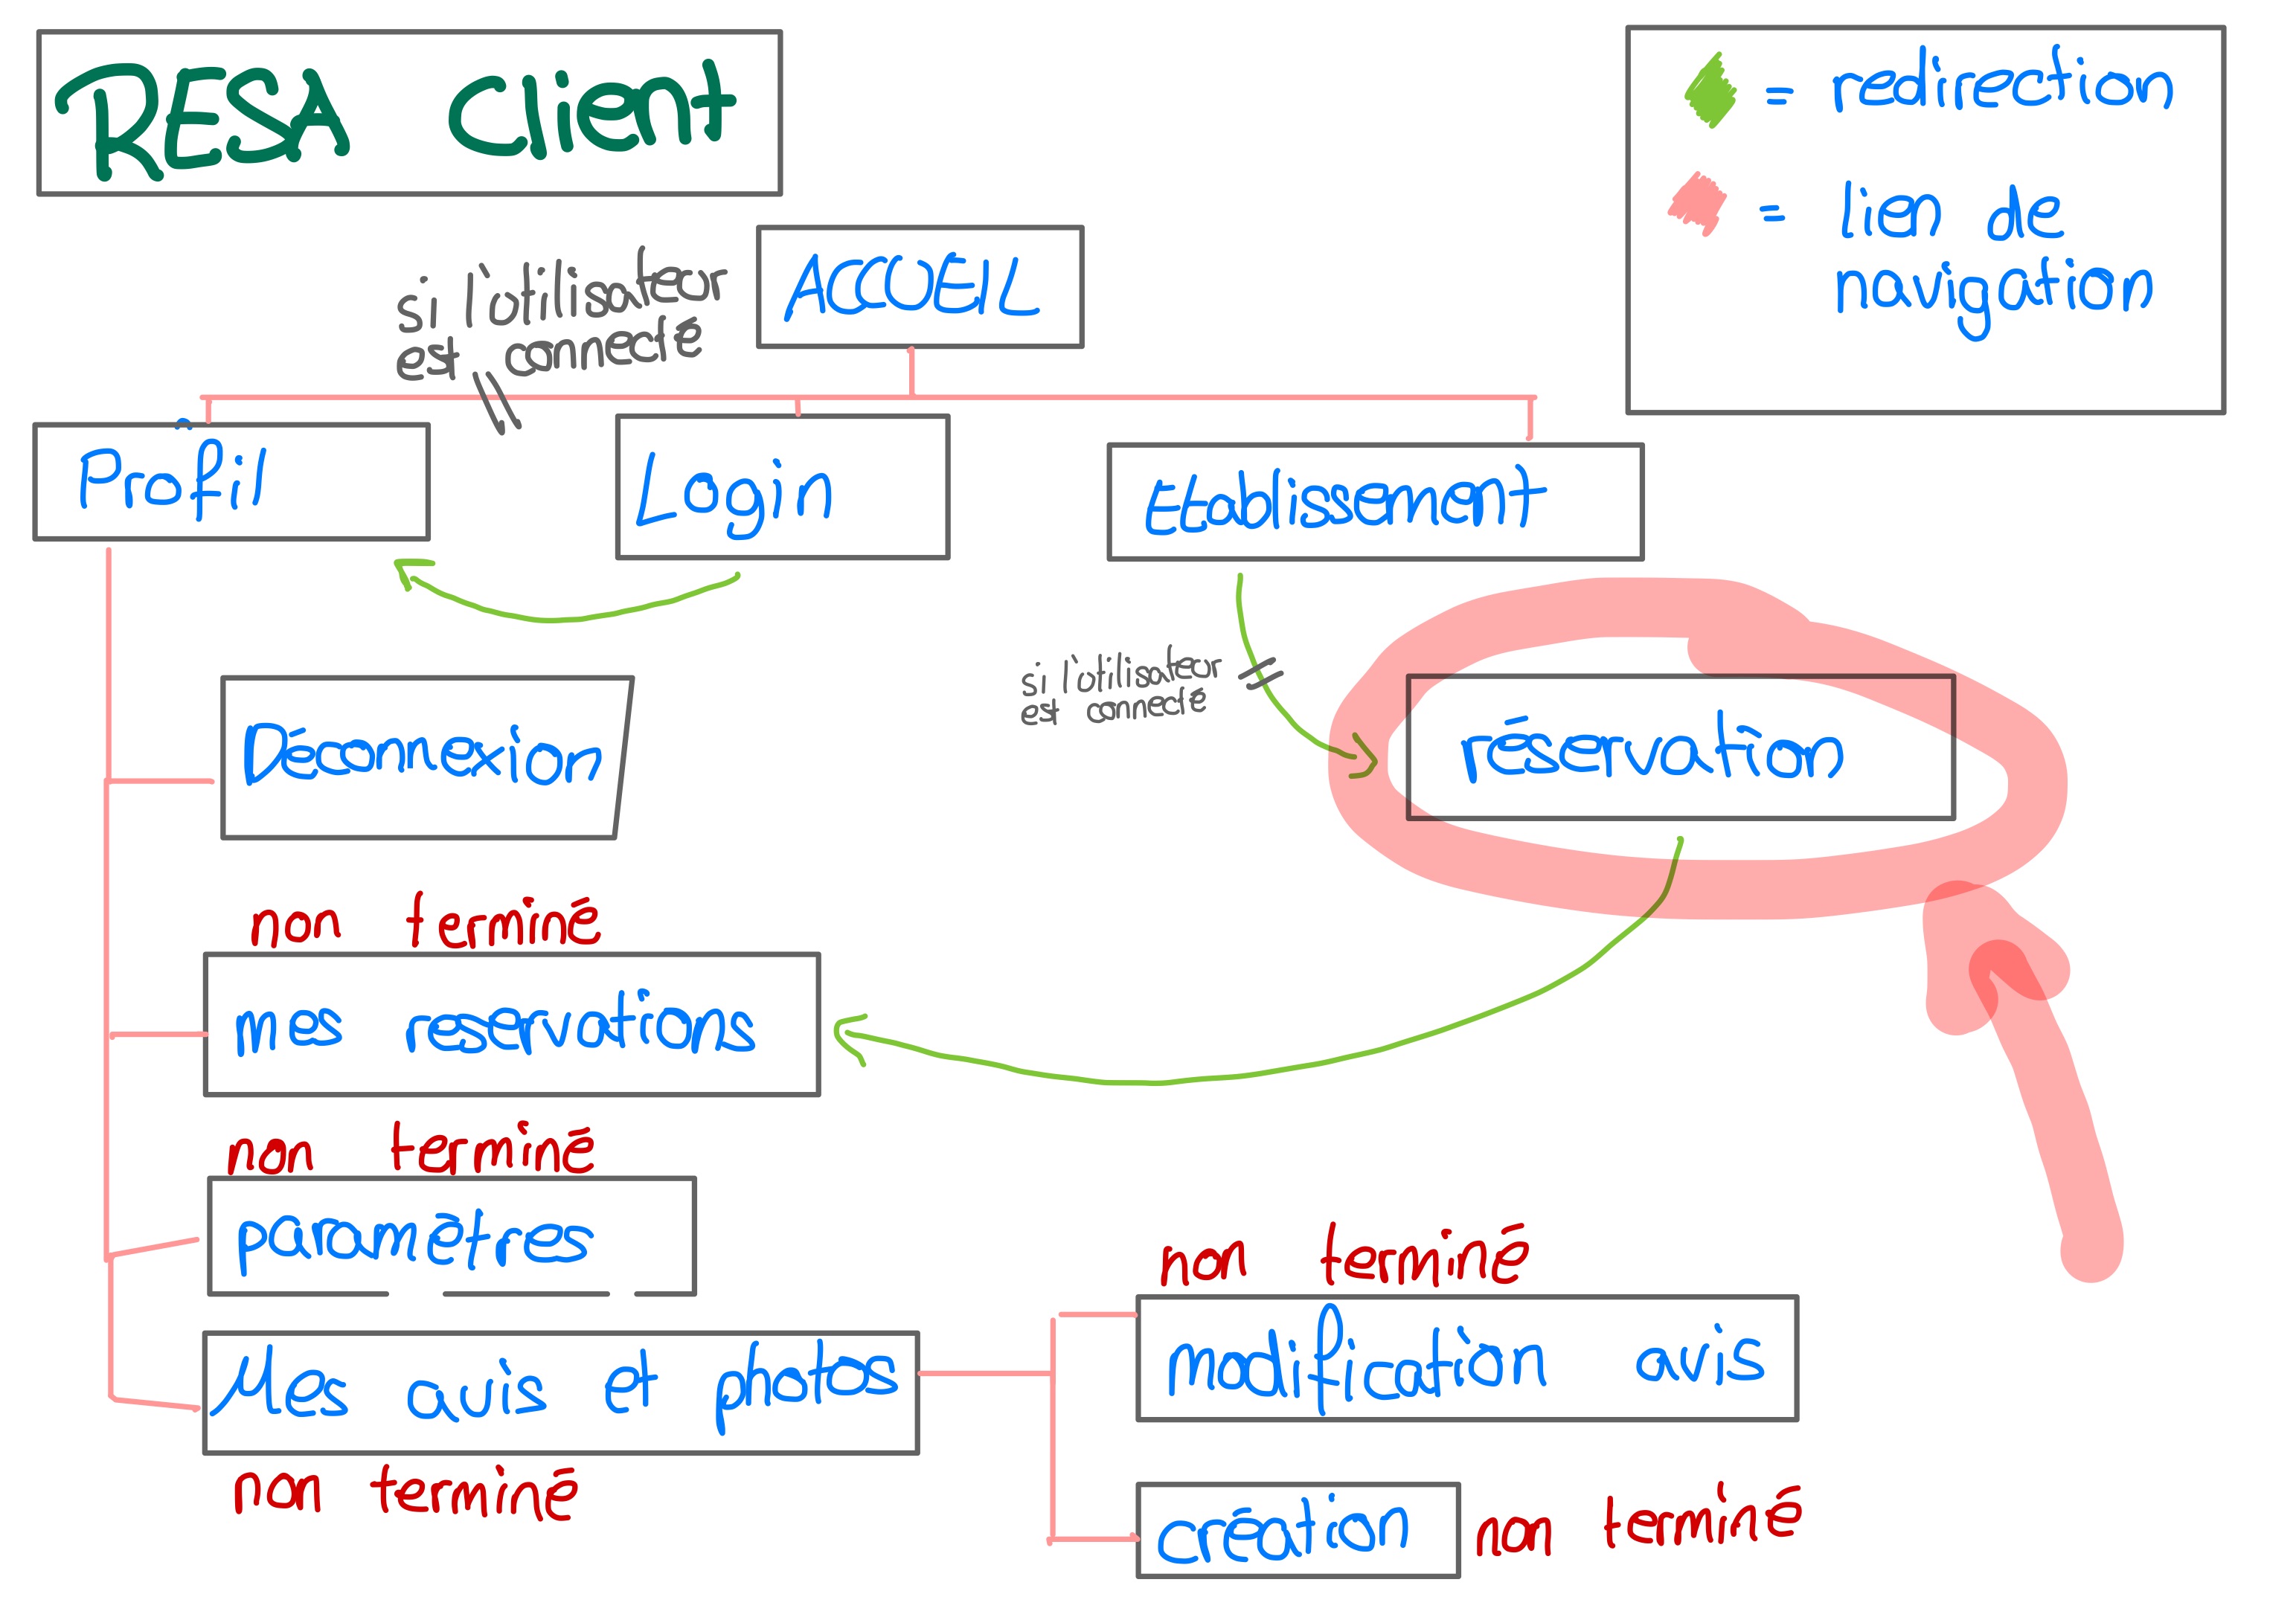 RESA Client
= redirection
= lien de
navigation
ACCUEIL
si l'utilisateur
est connecté
Profil
Login
Etablissement
si l'utilisateur
est connecté
réservation
Déconnexion
non terminé
mes reservations
non terminé
paramètres
Mes avis et photos
non terminé
non terminé
modification avis
création
non terminé